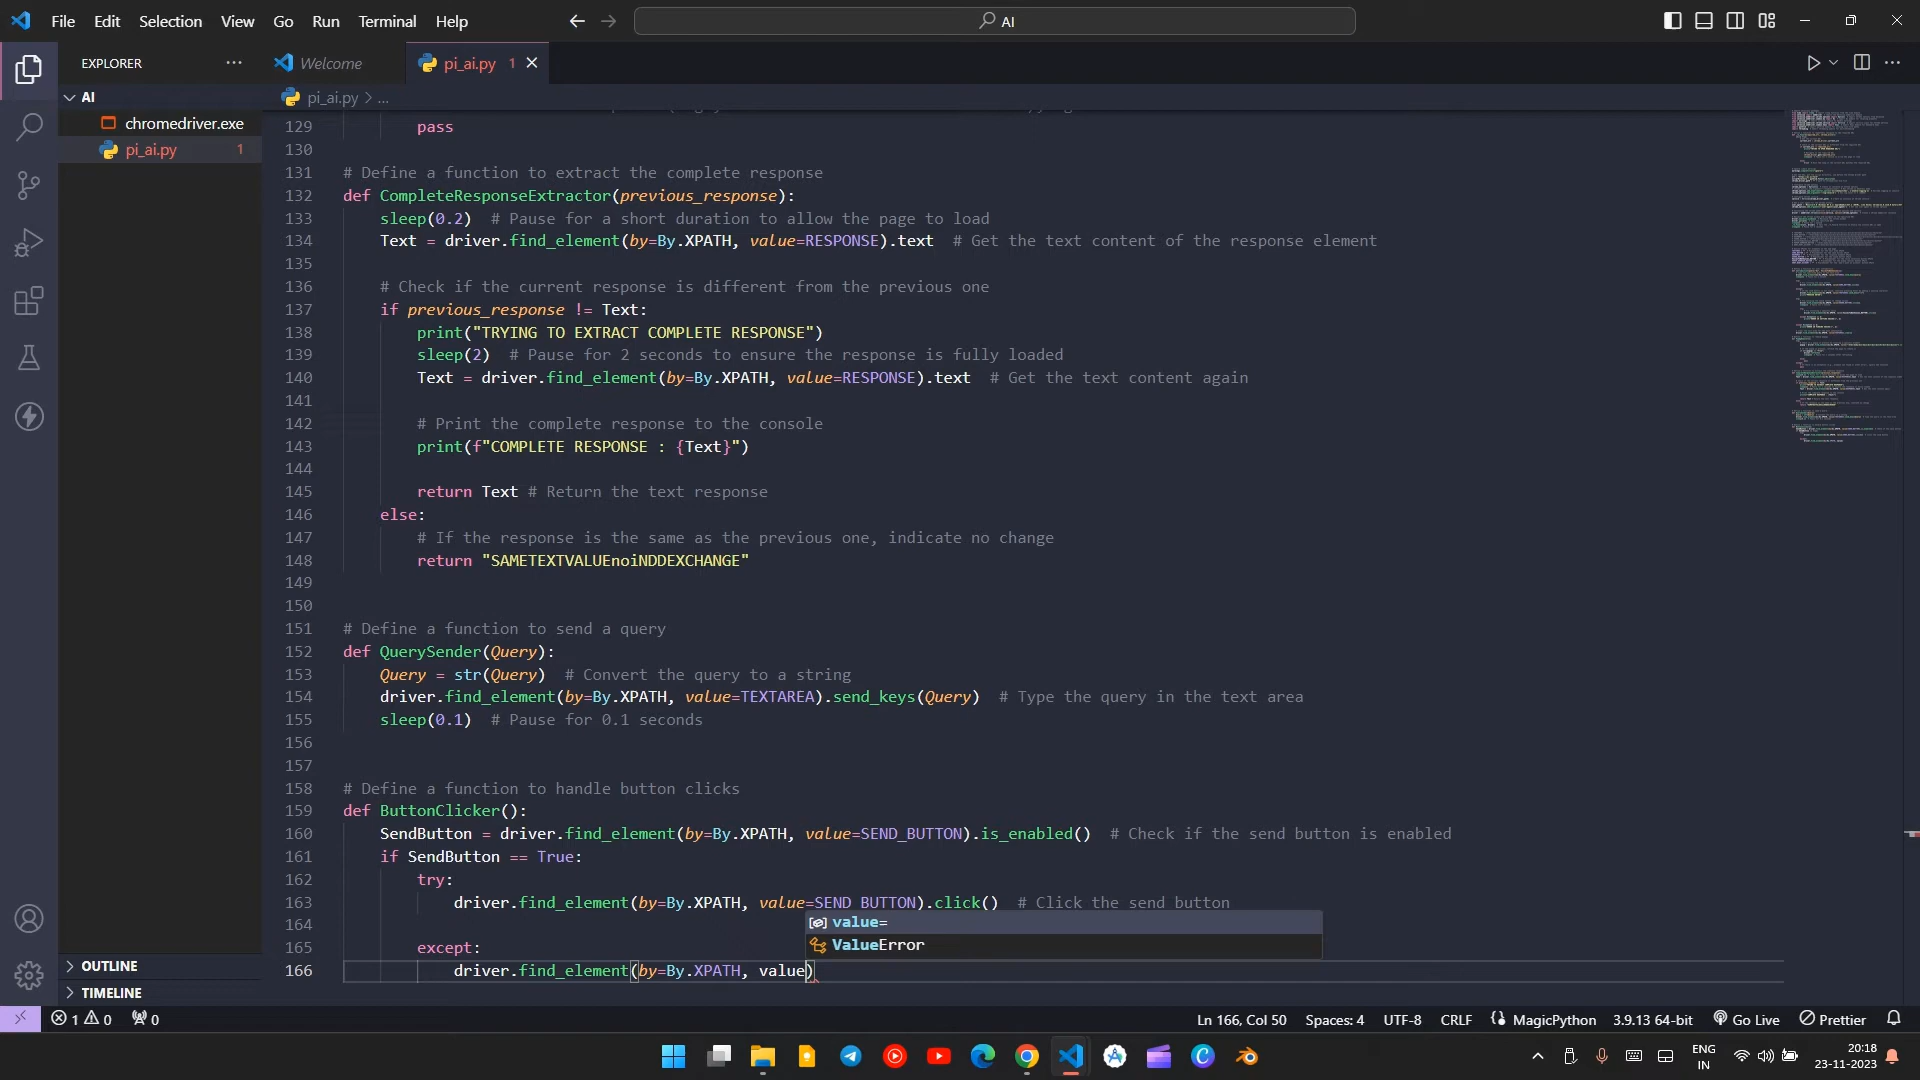 File Edit Selection View Go Run Terminal Help
AI
EXPLORER
Welcome
pi_ai.py 1
AI
pi_ai.py > ...
chromedriver.exe
pi_ai.py 1
129 pass
130
131 # Define a function to extract the complete response
132 def CompleteResponseExtractor(previous_response):
133 sleep(0.2)  # Pause for a short duration to allow the page to load
134 Text = driver.find_element(by=By.XPATH, value=RESPONSE).text  # Get the text content of the response element
135
136 # Check if the current response is different from the previous one
137 if previous_response != Text:
138 print("TRYING TO EXTRACT COMPLETE RESPONSE")
139 sleep(2)  # Pause for 2 seconds to ensure the response is fully loaded
140 Text = driver.find_element(by=By.XPATH, value=RESPONSE).text  # Get the text content again
141
142 # Print the complete response to the console
143 print(f"COMPLETE RESPONSE : {Text}")
144
145 return Text # Return the text response
146 else:
147 # If the response is the same as the previous one, indicate no change
148 return "SAMETEXTVALUEnoiNDDEXCHANGE"
149
150
151 # Define a function to send a query
152 def QuerySender(Query):
153 Query = str(Query)  # Convert the query to a string
154 driver.find_element(by=By.XPATH, value=TEXTAREA).send_keys(Query)  # Type the query in the text area
155 sleep(0.1)  # Pause for 0.1 seconds
156
157
158 # Define a function to handle button clicks
159 def ButtonClicker():
160 SendButton = driver.find_element(by=By.XPATH, value=SEND_BUTTON).is_enabled()  # Check if the send button is enabled
161 if SendButton == True:
162 try:
163 driver.find_element(by=By.XPATH, value=SEND_BUTTON).click()  # Click the send button
164
value=
165 except:
ValueError
166 driver.find_element(by=By.XPATH, value)
OUTLINE
TIMELINE
1 0 0
Ln 166, Col 50 Spaces: 4 UTF-8 CRLF MagicPython 3.9.13 64-bit Go Live Prettier
ENG
IN
20:18
23-11-2023